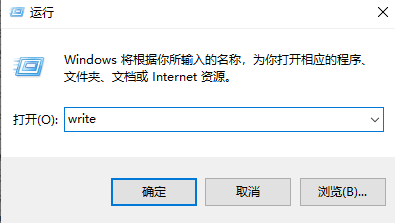 运行
Windows 将根据你所输入的名称，为你打开相应的程序、
文件夹、文档或 Internet 资源。
打开(O): write
确定 取消 浏览(B)...